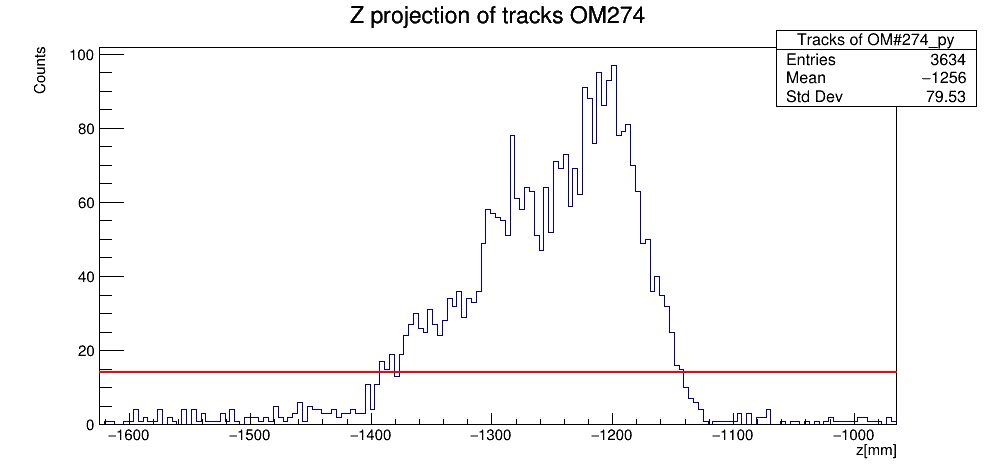 Z projection of tracks OM274
Tracks of OM#274_py
Entries 3634
Mean −1256
Std Dev 79.53
Counts
100
80
60
40
20
0
−1600 −1500 −1400 −1300 −1200 −1100 −1000
z[mm]